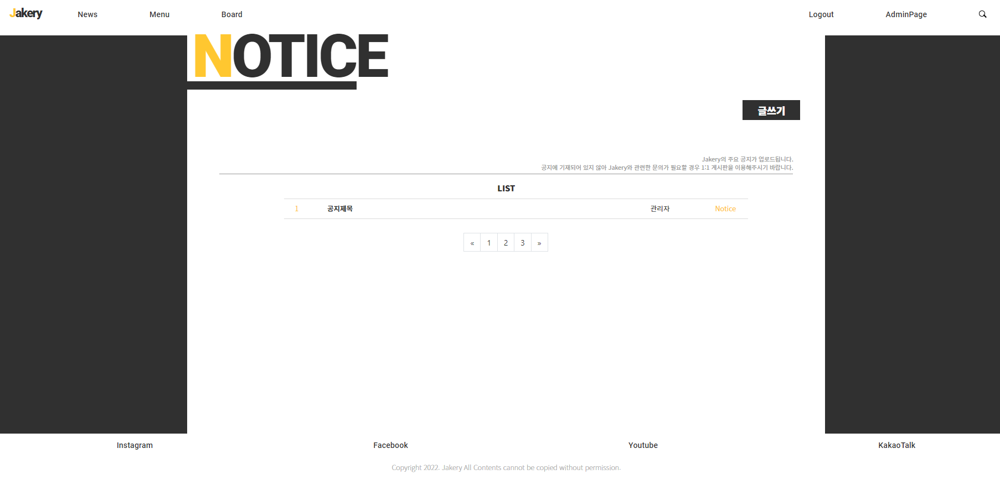 Jakery News Menu Board Logout AdminPage
NOTICE
글쓰기
Jakery의 주요 공지가 업로드됩니다.
공지에 기재되어 있지 않아 Jakery와 관련한 문의가 필요할 경우 1:1 게시판을 이용해주시기 바랍니다.
LIST
1 공지제목 관리자 Notice
« 1 2 3 »
Instagram Facebook Youtube KakaoTalk
Copyright 2022. Jakery All Contents cannot be copied without permission.